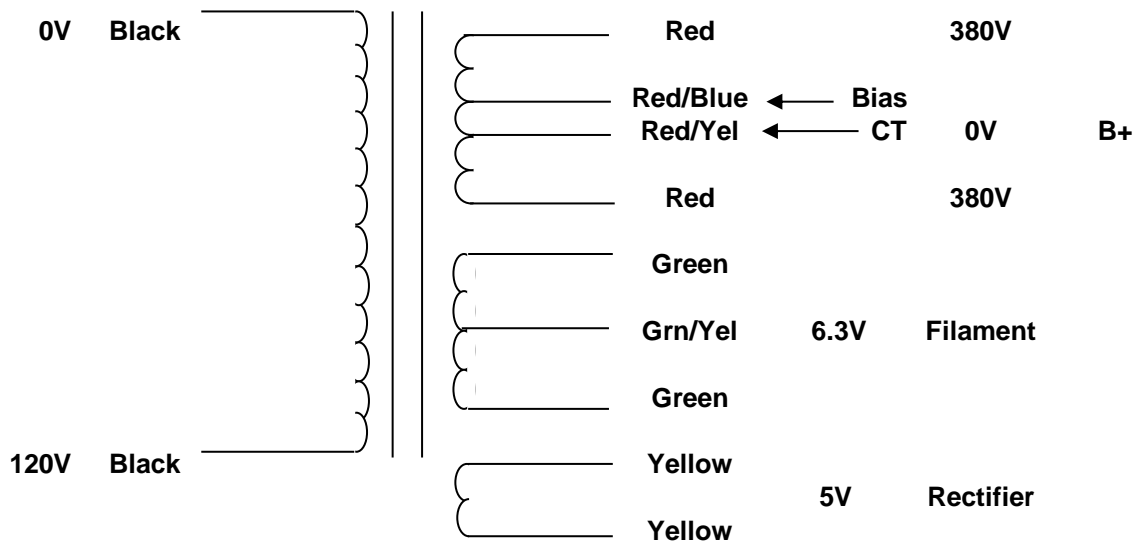 0V Black Red 380V
Red/Blue Bias
Red/Yel CT 0V B+
Red 380V
Green
Grn/Yel 6.3V Filament
Green
120V Black Yellow
5V Rectifier
Yellow